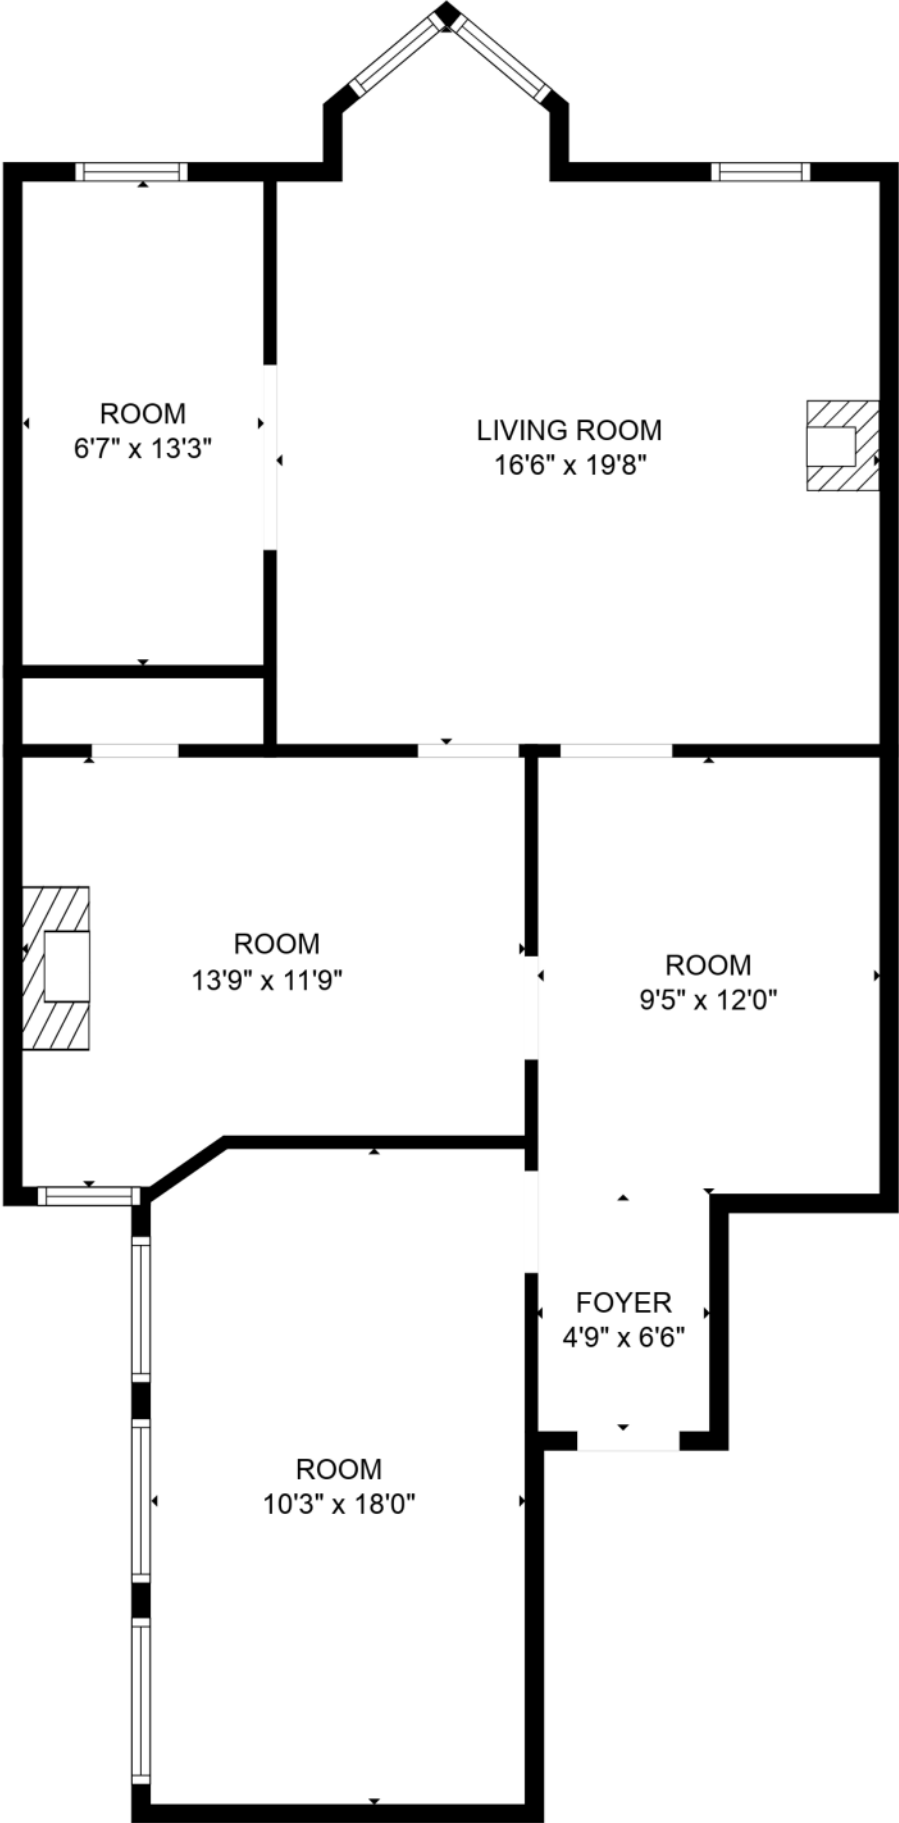 ROOM
6'7" x 13'3"
LIVING ROOM
16'6" x 19'8"
ROOM
13'9" x 11'9"
ROOM
9'5" x 12'0"
FOYER
4'9" x 6'6"
ROOM
10'3" x 18'0"